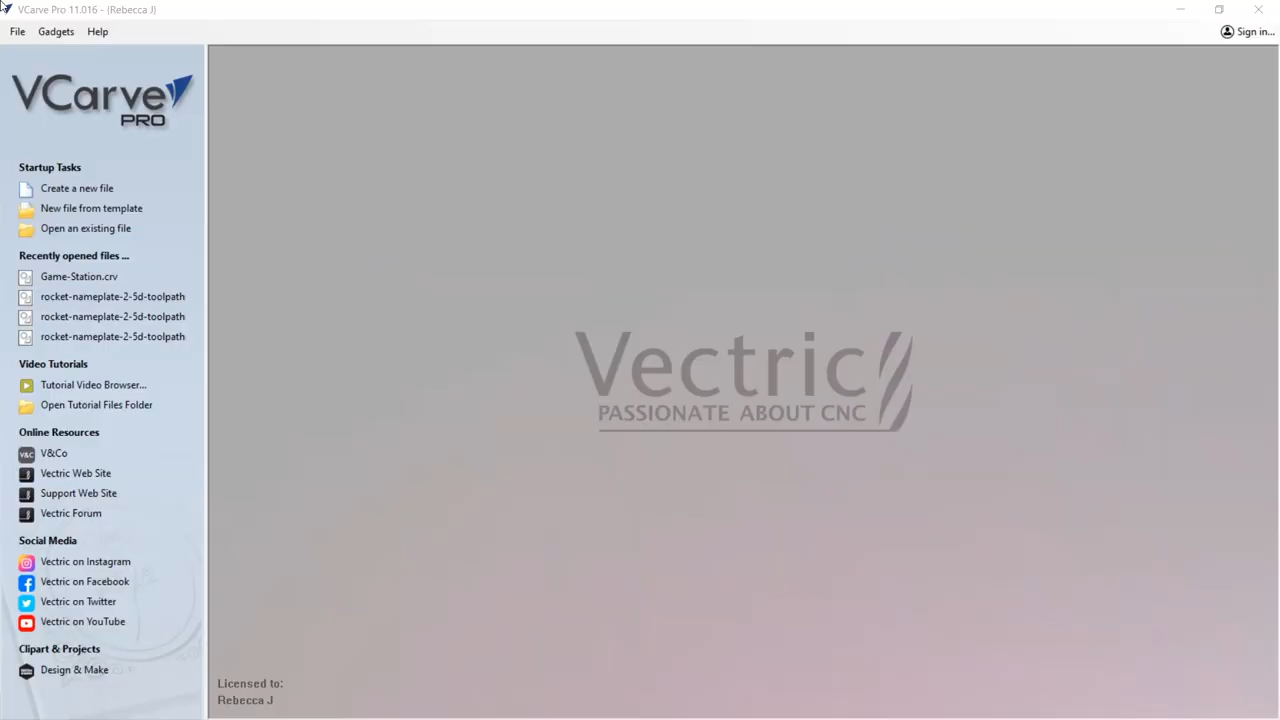 VCarve Pro 11.016 - (Rebecca J)
File Gadgets Help Sign in...
VCarve
PRO
Startup Tasks
Create a new file
New file from template
Open an existing file
Recently opened files ...
Game-Station.crv
rocket-nameplate-2-5d-toolpath
rocket-nameplate-2-5d-toolpath
rocket-nameplate-2-5d-toolpath
Video Tutorials
Tutorial Video Browser...
Open Tutorial Files Folder
Online Resources
V&C V&Co
Vectric Web Site
Support Web Site
Vectric Forum
Social Media
Vectric on Instagram
Vectric on Facebook
Vectric on Twitter
Vectric on YouTube
Clipart & Projects
Design & Make
Vectric
PASSIONATE ABOUT CNC
Licensed to:
Rebecca J